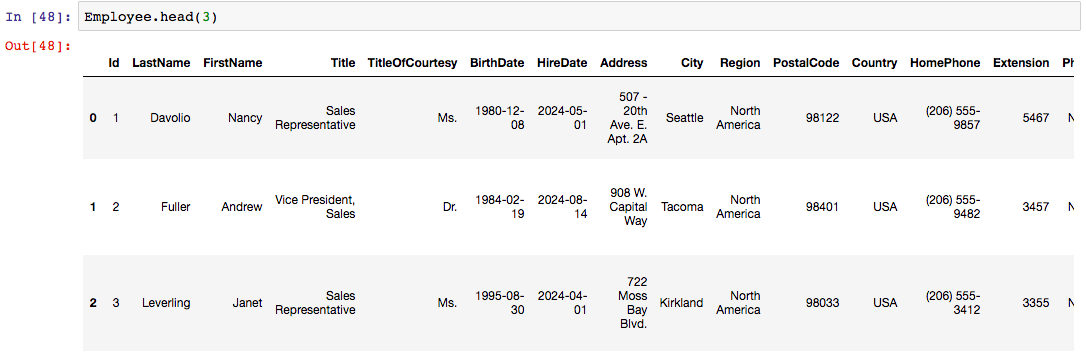 In [48]: Employee.head(3)
Out[48]:
Id LastName FirstName Title TitleOfCourtesy BirthDate HireDate Address City Region PostalCode Country HomePhone Extension
0 1 Davolio Nancy Sales Representative Ms. 1980-12-08 2024-05-01 507 - 20th Ave. E. Apt. 2A Seattle North America 98122 USA (206) 555-9857 5467
1 2 Fuller Andrew Vice President, Sales Dr. 1984-02-19 2024-08-14 908 W. Capital Way Tacoma North America 98401 USA (206) 555-9482 3457
2 3 Leverling Janet Sales Representative Ms. 1995-08-30 2024-04-01 722 Moss Bay Blvd. Kirkland North America 98033 USA (206) 555-3412 3355